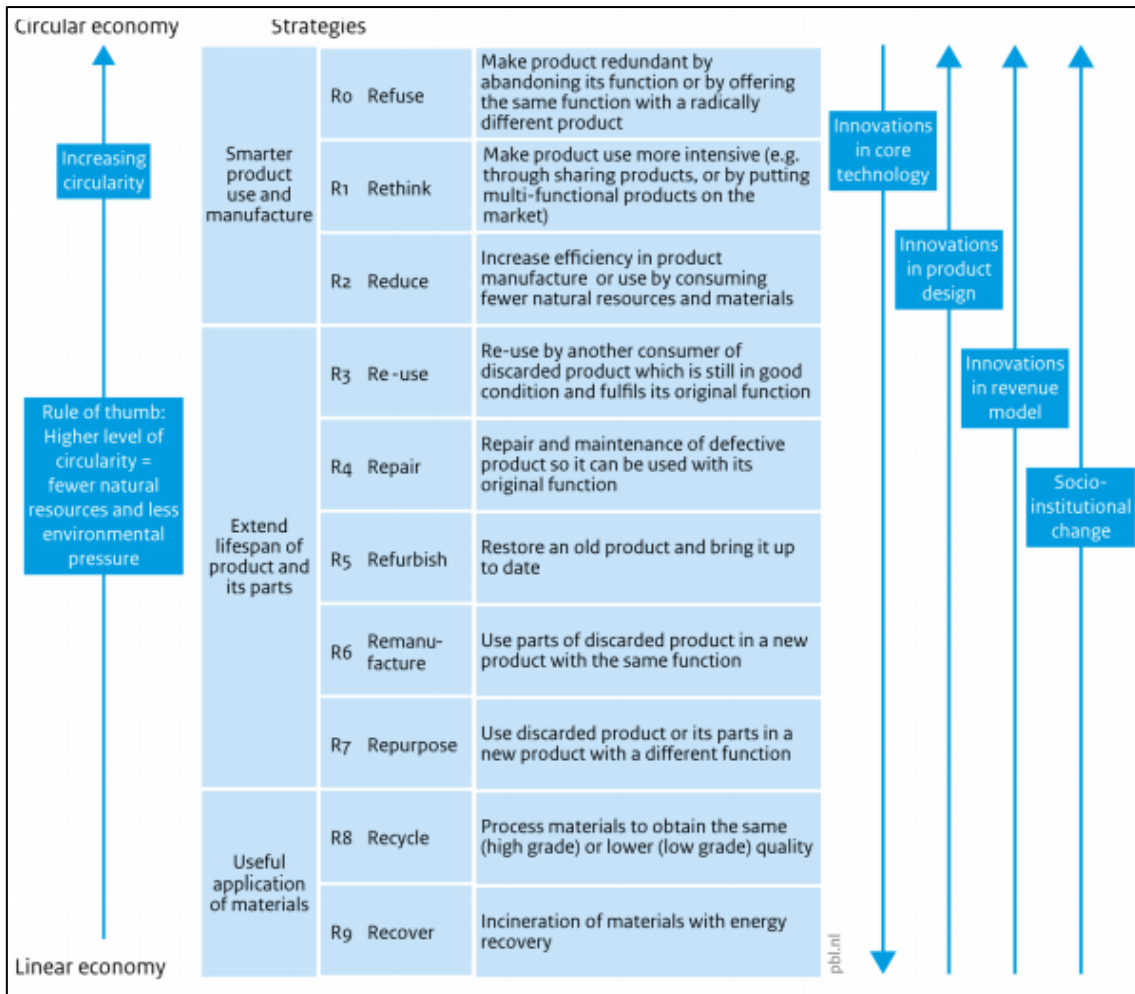 Circular economy
Strategies
Increasing
circularity
Rule of thumb:
Higher level of
circularity =
fewer natural
resources and less
environmental
pressure
Linear economy
Smarter
product
use and
manufacture
R0 Refuse
Make product redundant by
abandoning its function or by offering
the same function with a radically
different product
R1 Rethink
Make product use more intensive (e.g.
through sharing products, or by putting
multi-functional products on the
market)
R2 Reduce
Increase efficiency in product
manufacture or use by consuming
fewer natural resources and materials
Extend
lifespan of
product and
its parts
R3 Re-use
Re-use by another consumer of
discarded product which is still in good
condition and fulfils its original function
R4 Repair
Repair and maintenance of defective
product so it can be used with its
original function
R5 Refurbish
Restore an old product and bring it up
to date
R6 Remanu-
facture
Use parts of discarded product in a new
product with the same function
R7 Repurpose
Use discarded product or its parts in a
new product with a different function
Useful
application
of materials
R8 Recycle
Process materials to obtain the same
(high grade) or lower (low grade) quality
R9 Recover
Incineration of materials with energy
recovery
pbl.nl
Innovations
in core
technology
Innovations
in product
design
Innovations
in revenue
model
Socio-
institutional
change